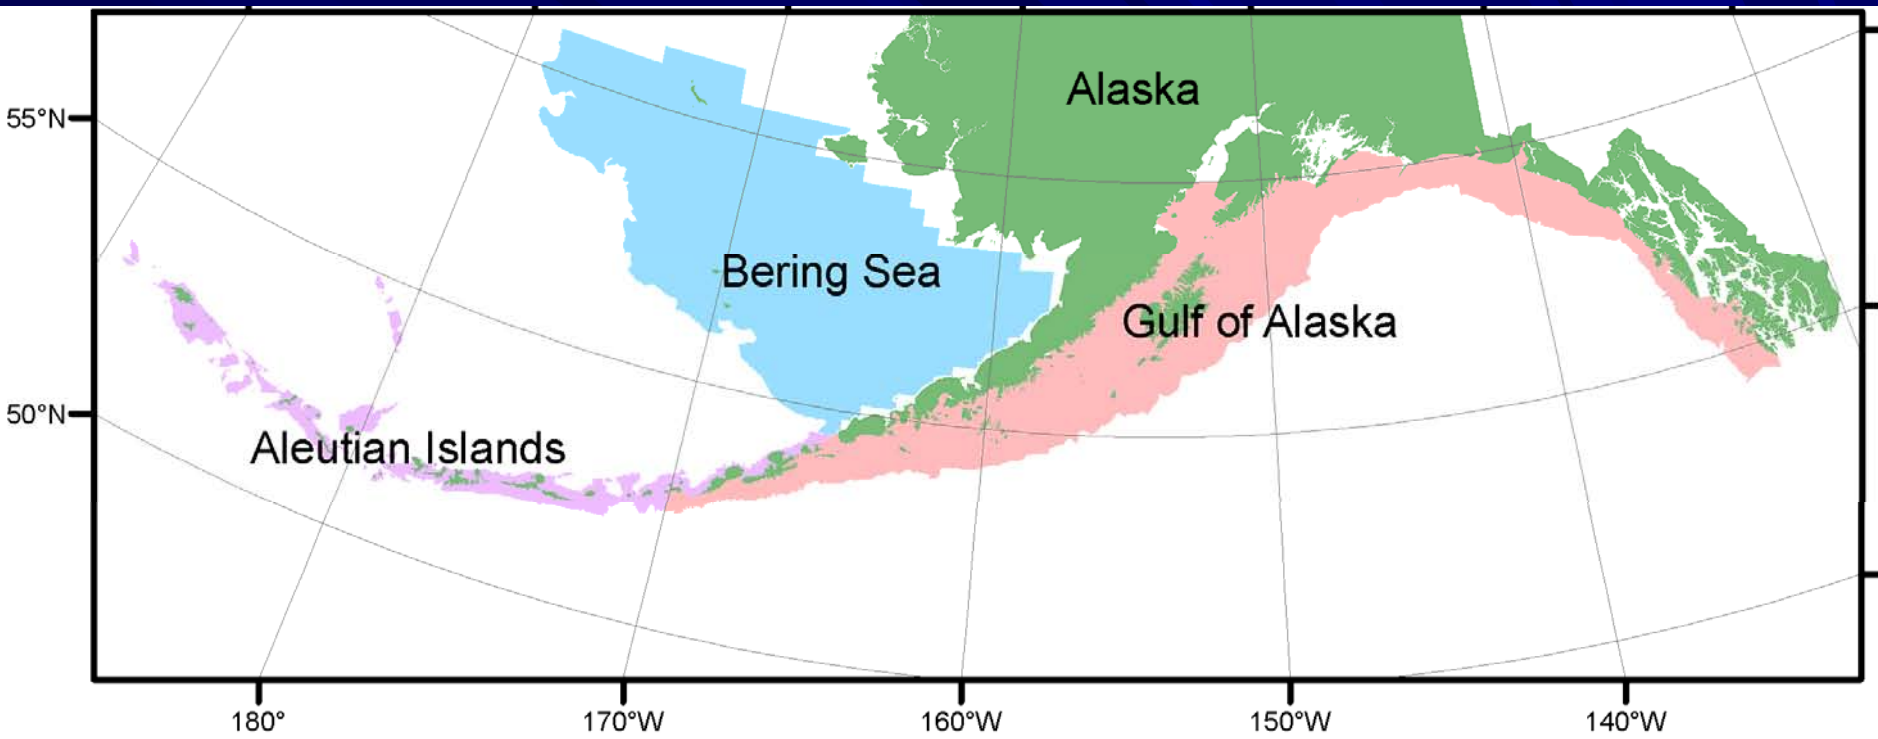 Alaska
55°N
Bering Sea
Gulf of Alaska
50°N
Aleutian Islands
180°
170°W
160°W
150°W
140°W